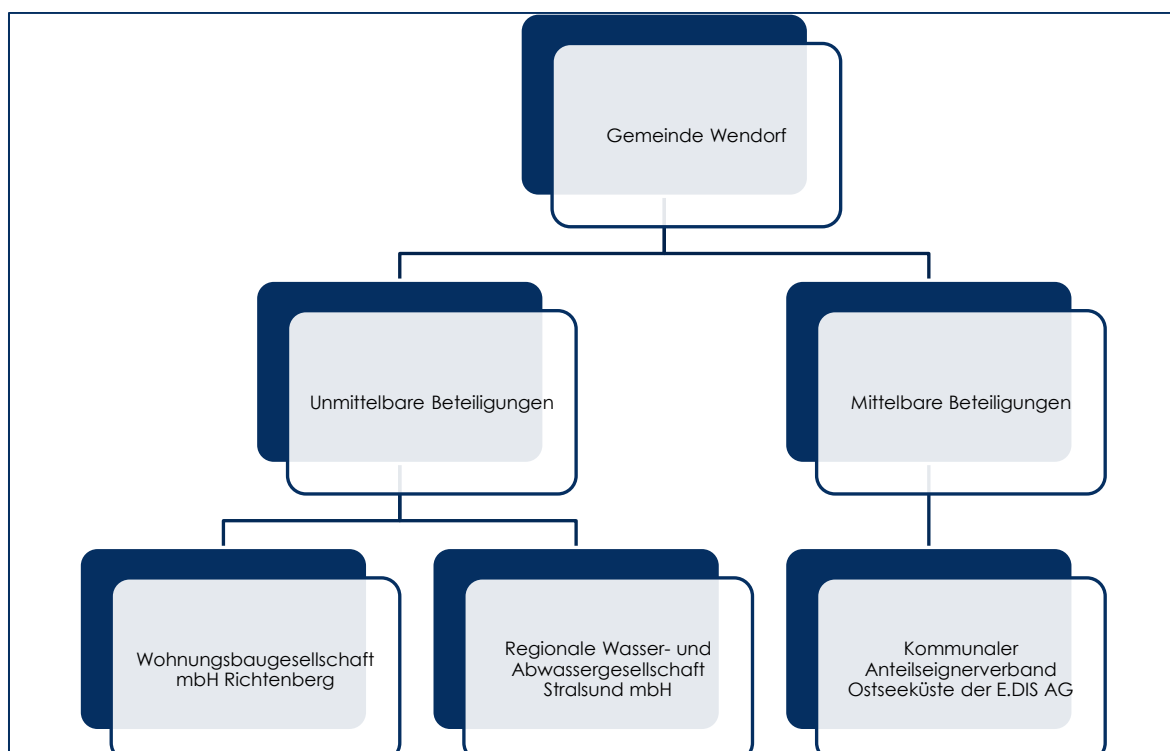 Gemeinde Wendorf
Unmittelbare Beteiligungen
Mittelbare Beteiligungen
Wohnungsbaugesellschaft
mbH Richtenberg
Regionale Wasser- und
Abwassergesellschaft
Stralsund mbH
Kommunaler
Anteilseignerverband
Ostseeküste der E.DIS AG